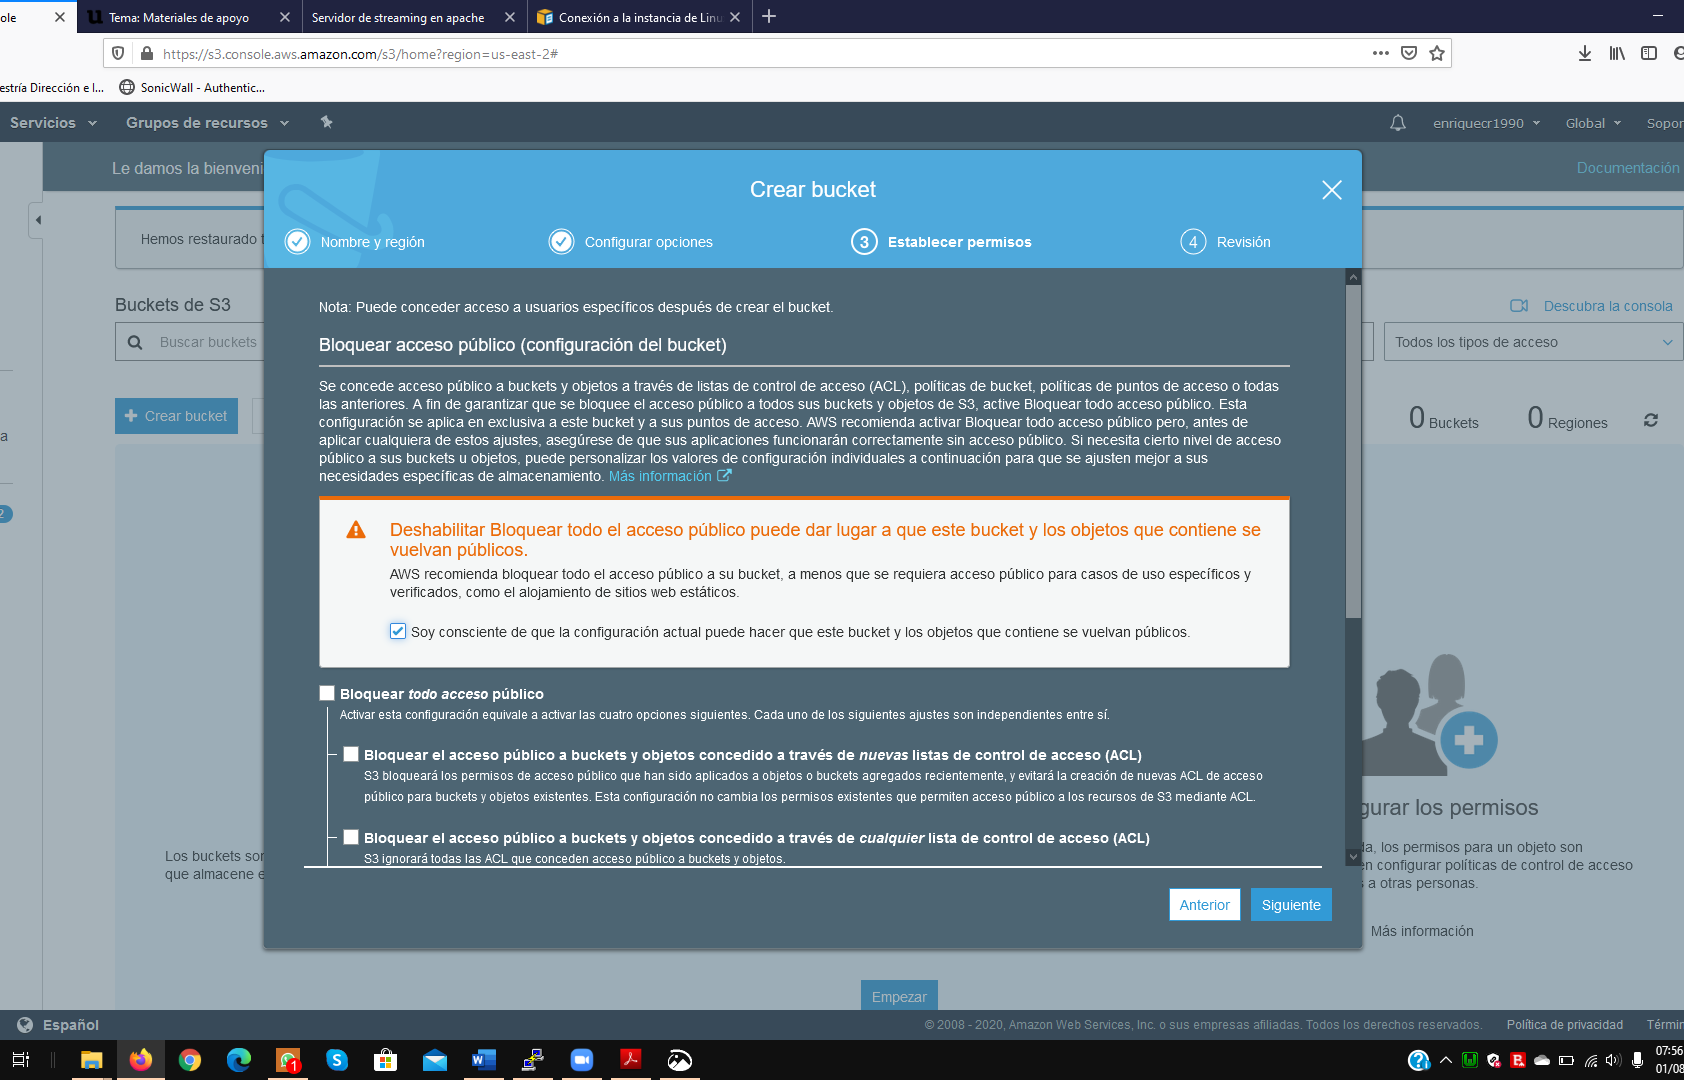 ole
Tema: Materiales de apoyo
Servidor de streaming en apache
Conexión a la instancia de Linu
https://s3.console.aws.amazon.com/s3/home?region=us-east-2#
estría Dirección e I...
SonicWall - Authentic...
Servicios
Grupos de recursos
enriquecr1990
Global
Sopor
Le damos la bienveni
Documentación
Crear bucket
Nombre y región
Configurar opciones
3 Establecer permisos
4 Revisión
Hemos restaurado t
Buckets de S3
Descubra la consola
Buscar buckets
Todos los tipos de acceso
Crear bucket
0 Buckets
0 Regiones
a
2
Nota: Puede conceder acceso a usuarios específicos después de crear el bucket.
Bloquear acceso público (configuración del bucket)
Se concede acceso público a buckets y objetos a través de listas de control de acceso (ACL), políticas de bucket, políticas de puntos de acceso o todas
las anteriores. A fin de garantizar que se bloquee el acceso público a todos sus buckets y objetos de S3, active Bloquear todo acceso público. Esta
configuración se aplica en exclusiva a este bucket y a sus puntos de acceso. AWS recomienda activar Bloquear todo acceso público pero, antes de
aplicar cualquiera de estos ajustes, asegúrese de que sus aplicaciones funcionarán correctamente sin acceso público. Si necesita cierto nivel de acceso
público a sus buckets u objetos, puede personalizar los valores de configuración individuales a continuación para que se ajusten mejor a sus
necesidades específicas de almacenamiento. Más información
Deshabilitar Bloquear todo el acceso público puede dar lugar a que este bucket y los objetos que contiene se
vuelvan públicos.
AWS recomienda bloquear todo el acceso público a su bucket, a menos que se requiera acceso público para casos de uso específicos y
verificados, como el alojamiento de sitios web estáticos.
Soy consciente de que la configuración actual puede hacer que este bucket y los objetos que contiene se vuelvan públicos.
Bloquear todo acceso público
Activar esta configuración equivale a activar las cuatro opciones siguientes. Cada uno de los siguientes ajustes son independientes entre sí.
Bloquear el acceso público a buckets y objetos concedido a través de nuevas listas de control de acceso (ACL)
S3 bloqueará los permisos de acceso público que han sido aplicados a objetos o buckets agregados recientemente, y evitará la creación de nuevas ACL de acceso
público para buckets y objetos existentes. Esta configuración no cambia los permisos existentes que permiten acceso público a los recursos de S3 mediante ACL.
Bloquear el acceso público a buckets y objetos concedido a través de cualquier lista de control de acceso (ACL)
S3 ignorará todas las ACL que conceden acceso público a buckets y objetos.
Anterior
Siguiente
Los buckets sor
que almacene e
gurar los permisos
da, los permisos para un objeto son
en configurar políticas de control de acceso
s a otras personas.
Más información
Empezar
Español
© 2008 - 2020, Amazon Web Services, Inc. o sus empresas afiliadas. Todos los derechos reservados.
Política de privacidad
Térmir
1
07:56
01/08